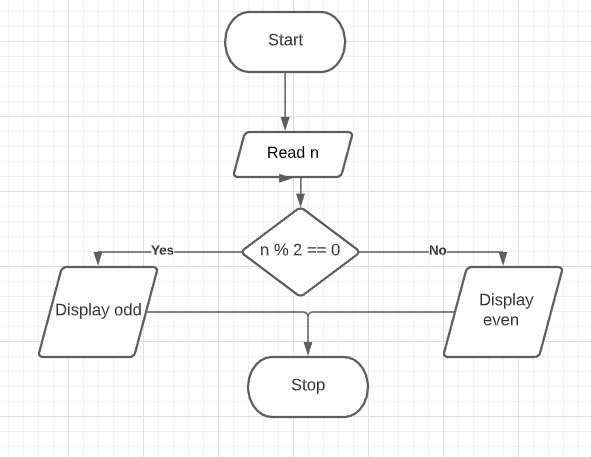 Start
Read n
n % 2 == 0
Yes
No
Display odd
Display
even
Stop